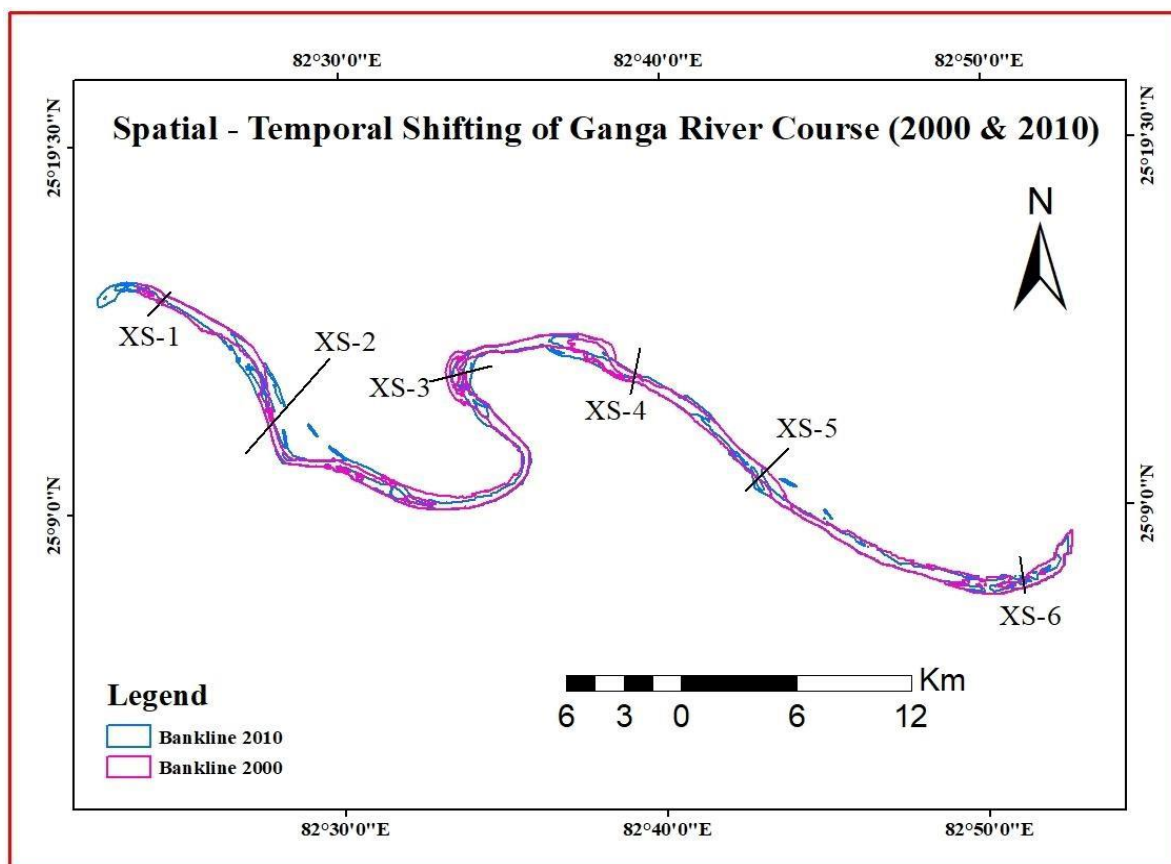 82°30'0"E 82°40'0"E 82°50'0"E
Spatial - Temporal Shifting of Ganga River Course (2000 & 2010)
25°19'30"N
25°19'30"N
N
XS-1
XS-2
XS-3
XS-4
XS-5
25°9'0"N
25°9'0"N
XS-6
Km
6 3 0 6 12
Legend
Bankline 2010
Bankline 2000
82°30'0"E 82°40'0"E 82°50'0"E